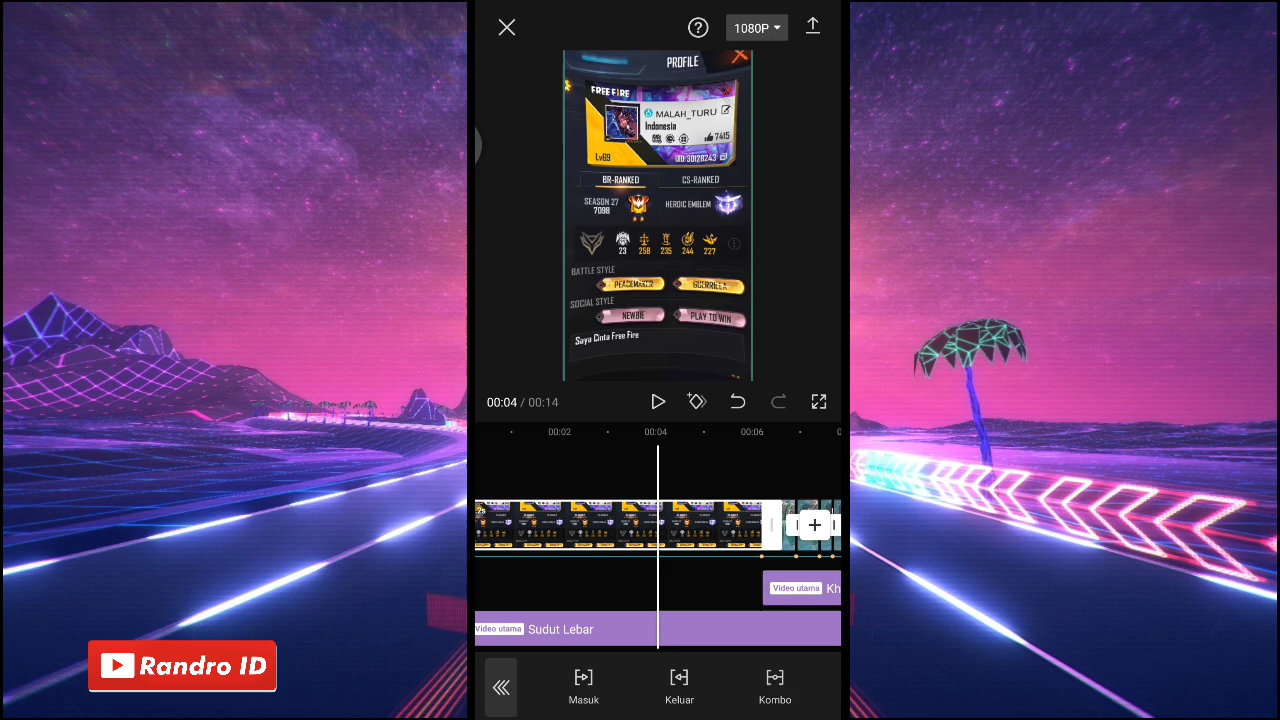 1080P
PROFILE
FREE FIRE
MALAH_TURU
Indonesia
7415
Lv69
UID:30128243
BR-RANKED
CS-RANKED
SEASON 27
7098
HEROIC EMBLEM
23 258 235 244 227
BATTLE STYLE
PEACEMAKER
GUERRILLA
SOCIAL STYLE
NEWBIE
PLAY TO WIN
Saya Cinta Free Fire
00:04 / 00:14
00:02 00:04 00:06
Video utama Kh
Video utama Sudut Lebar
Randro ID
Masuk Keluar Kombo